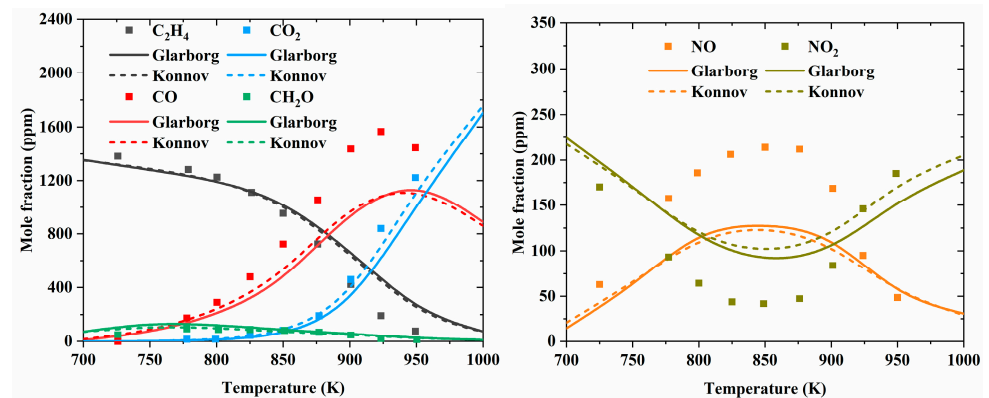 C₂H₄ CO₂
Glarborg Glarborg
Konnov Konnov
CO CH₂O
Glarborg Glarborg
Konnov Konnov
Mole fraction (ppm)
2400
2000
1600
1200
800
400
0
700 750 800 850 900 950 1000
Temperature (K)
NO NO₂
Glarborg Glarborg
Konnov Konnov
Mole fraction (ppm)
350
300
250
200
150
100
50
0
700 750 800 850 900 950 1000
Temperature (K)